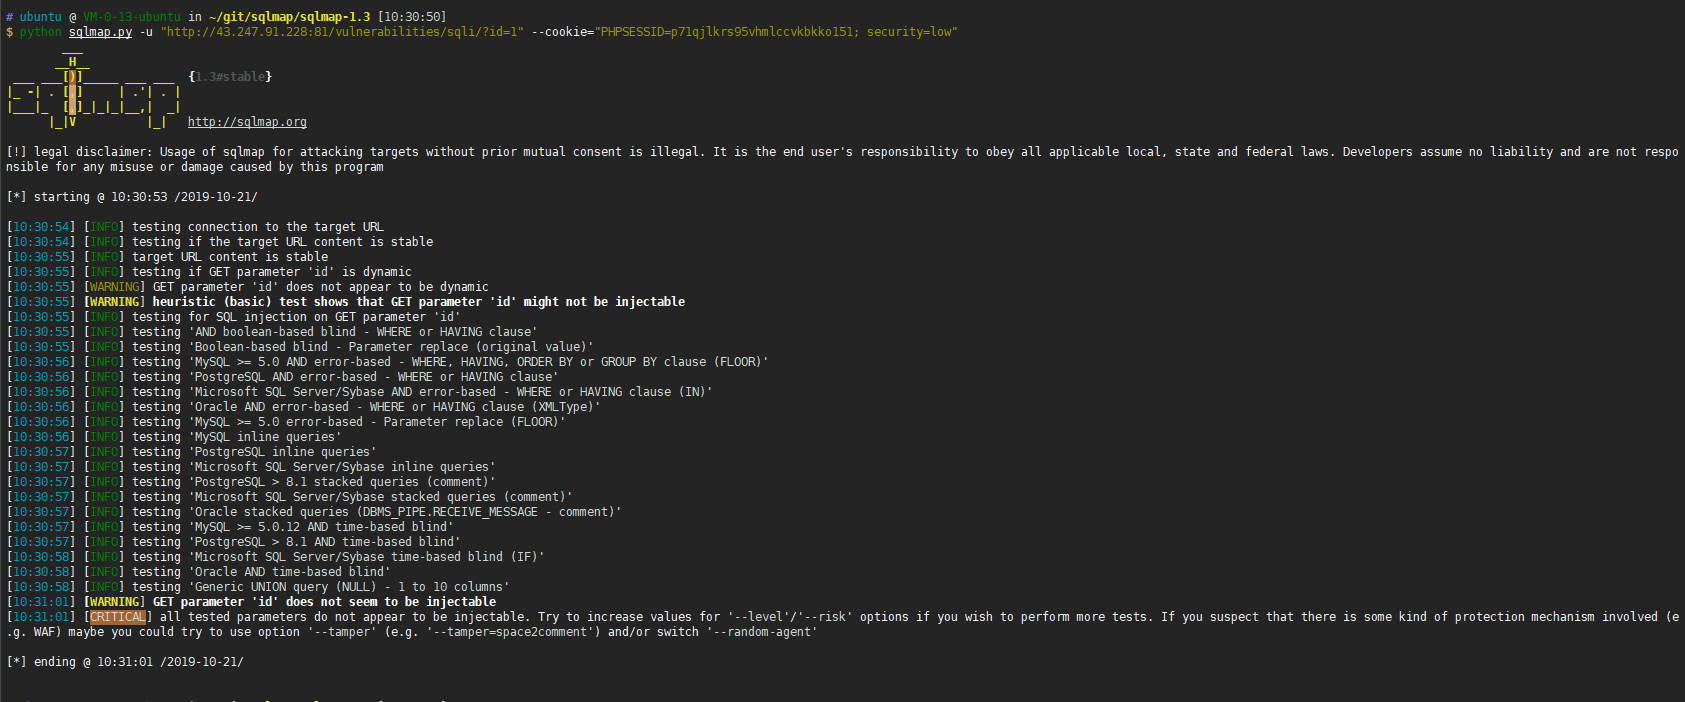 # ubuntu @ VM-0-13-ubuntu in ~/git/sqlmap/sqlmap-1.3 [10:30:50]
$ python sqlmap.py -u "http://43.247.91.228:81/vulnerabilities/sqli/?id=1" --cookie="PHPSESSID=p71qjlkrs95vhmlccvkbkko151; security=low"
        ___
       __H__
 ___ ___[)]_____ ___ ___  {1.3#stable}
|_ -| . [,]     | .'| . |
|___|_  [,]_|_|_|__,|  _|
      |_|V          |_|   http://sqlmap.org
[!] legal disclaimer: Usage of sqlmap for attacking targets without prior mutual consent is illegal. It is the end user's responsibility to obey all applicable local, state and federal laws. Developers assume no liability and are not respo
nsible for any misuse or damage caused by this program
[*] starting @ 10:30:53 /2019-10-21/
[10:30:54] [INFO] testing connection to the target URL
[10:30:54] [INFO] testing if the target URL content is stable
[10:30:55] [INFO] target URL content is stable
[10:30:55] [INFO] testing if GET parameter 'id' is dynamic
[10:30:55] [WARNING] GET parameter 'id' does not appear to be dynamic
[10:30:55] [WARNING] heuristic (basic) test shows that GET parameter 'id' might not be injectable
[10:30:55] [INFO] testing for SQL injection on GET parameter 'id'
[10:30:55] [INFO] testing 'AND boolean-based blind - WHERE or HAVING clause'
[10:30:55] [INFO] testing 'Boolean-based blind - Parameter replace (original value)'
[10:30:56] [INFO] testing 'MySQL >= 5.0 AND error-based - WHERE, HAVING, ORDER BY or GROUP BY clause (FLOOR)'
[10:30:56] [INFO] testing 'PostgreSQL AND error-based - WHERE or HAVING clause'
[10:30:56] [INFO] testing 'Microsoft SQL Server/Sybase AND error-based - WHERE or HAVING clause (IN)'
[10:30:56] [INFO] testing 'Oracle AND error-based - WHERE or HAVING clause (XMLType)'
[10:30:56] [INFO] testing 'MySQL >= 5.0 error-based - Parameter replace (FLOOR)'
[10:30:56] [INFO] testing 'MySQL inline queries'
[10:30:57] [INFO] testing 'PostgreSQL inline queries'
[10:30:57] [INFO] testing 'Microsoft SQL Server/Sybase inline queries'
[10:30:57] [INFO] testing 'PostgreSQL > 8.1 stacked queries (comment)'
[10:30:57] [INFO] testing 'Microsoft SQL Server/Sybase stacked queries (comment)'
[10:30:57] [INFO] testing 'Oracle stacked queries (DBMS_PIPE.RECEIVE_MESSAGE - comment)'
[10:30:57] [INFO] testing 'MySQL >= 5.0.12 AND time-based blind'
[10:30:57] [INFO] testing 'PostgreSQL > 8.1 AND time-based blind'
[10:30:58] [INFO] testing 'Microsoft SQL Server/Sybase time-based blind (IF)'
[10:30:58] [INFO] testing 'Oracle AND time-based blind'
[10:30:58] [INFO] testing 'Generic UNION query (NULL) - 1 to 10 columns'
[10:31:01] [WARNING] GET parameter 'id' does not seem to be injectable
[10:31:01] [CRITICAL] all tested parameters do not appear to be injectable. Try to increase values for '--level'/'--risk' options if you wish to perform more tests. If you suspect that there is some kind of protection mechanism involved (e
.g. WAF) maybe you could try to use option '--tamper' (e.g. '--tamper=space2comment') and/or switch '--random-agent'
[*] ending @ 10:31:01 /2019-10-21/